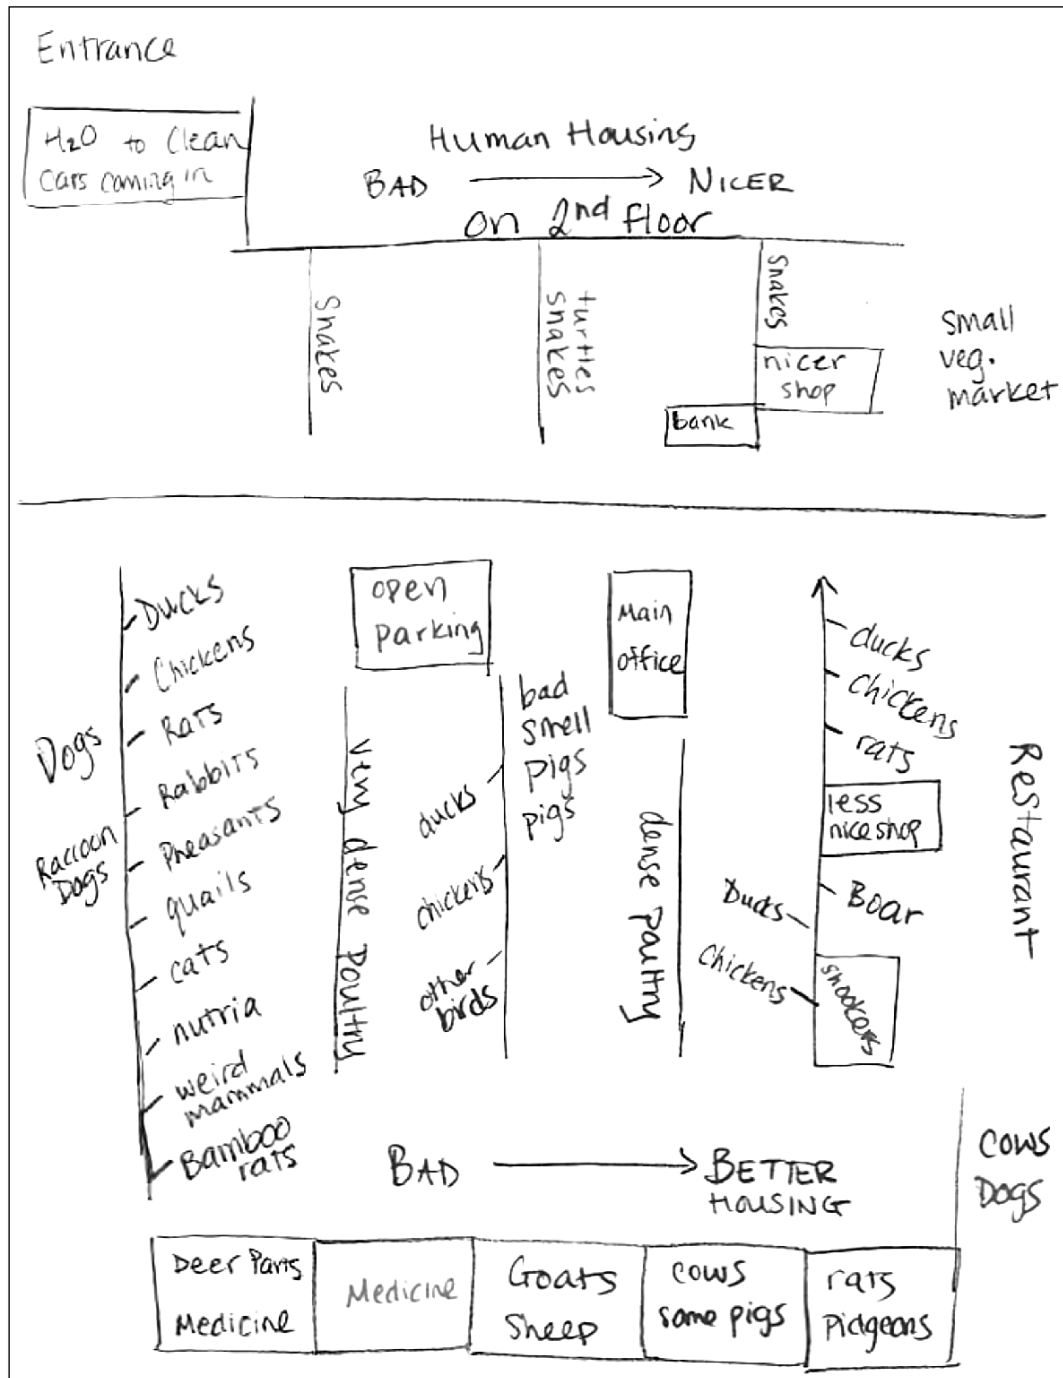 Entrance
H₂O to clean
cars coming in
Human Housing
BAD → NICER
on 2nd floor
Snakes
turtles
snakes
Snakes
nicer
shop
bank
small
veg.
market
Dogs
Raccoon
Dogs
Ducks
Chickens
Rats
Rabbits
Pheasants
quails
cats
nutria
weird
mammals
Bamboo
rats
open
parking
very dense poultry
ducks
chickens
other
birds
bad
smell
pigs
pigs
Main
office
dense poultry
ducks
chickens
rats
less
nice shop
Boar
Ducks
chickens
Restaurant
BAD → BETTER
HOUSING
cows
Dogs
Deer Parts
Medicine
Medicine
Goats
Sheep
cows
some pigs
rats
Pidgeons